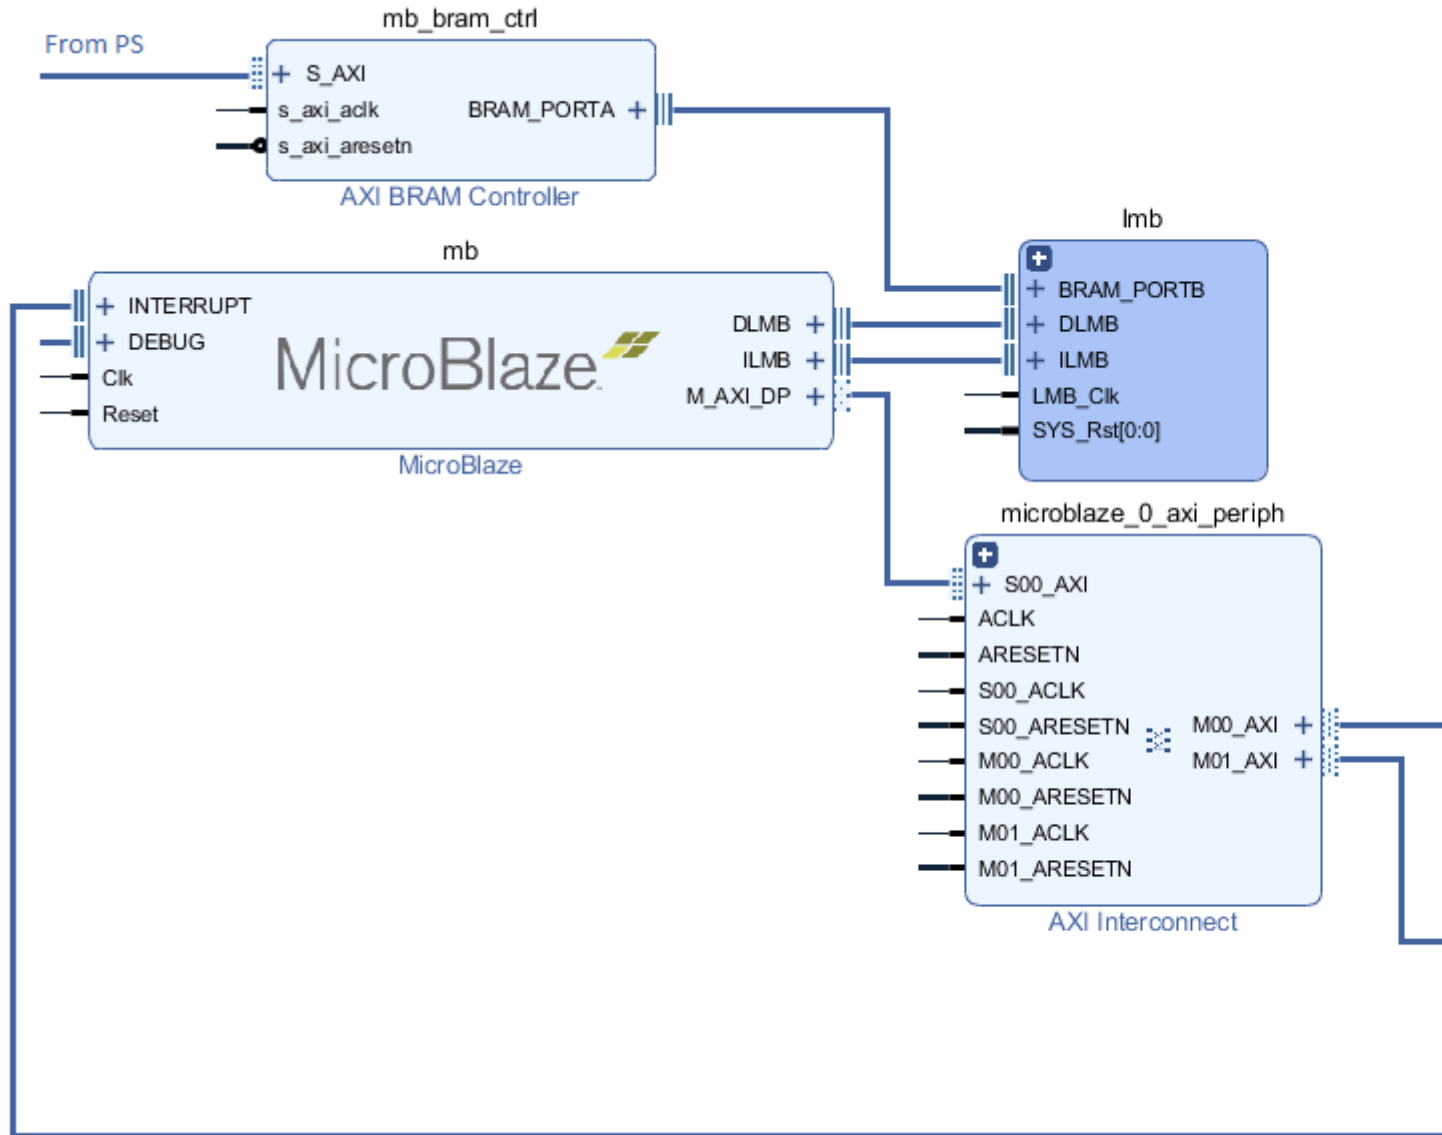 mb_bram_ctrl
From PS
S_AXI
s_axi_aclk
BRAM_PORTA
s_axi_aresetn
AXI BRAM Controller
mb
INTERRUPT
DEBUG
Clk
Reset
MicroBlaze
DLMB
ILMB
M_AXI_DP
MicroBlaze
lmb
BRAM_PORTB
DLMB
ILMB
LMB_Clk
SYS_Rst[0:0]
microblaze_0_axi_periph
S00_AXI
ACLK
ARESETN
S00_ACLK
S00_ARESETN
M00_ACLK
M00_ARESETN
M01_ACLK
M01_ARESETN
M00_AXI
M01_AXI
AXI Interconnect